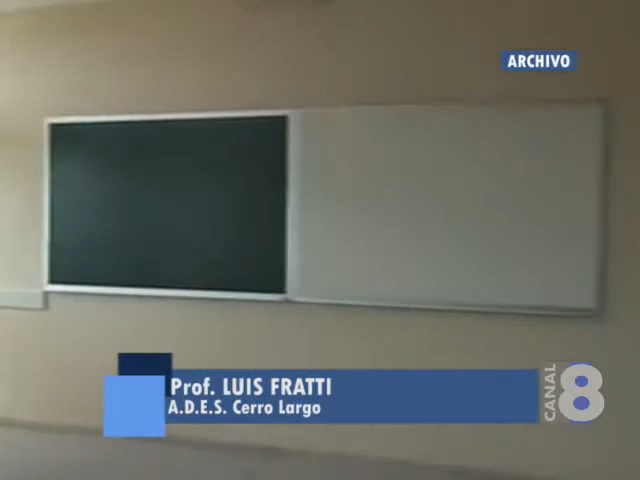 ARCHIVO
Prof. LUIS FRATTI
A.D.E.S. Cerro Largo
CANAL 8